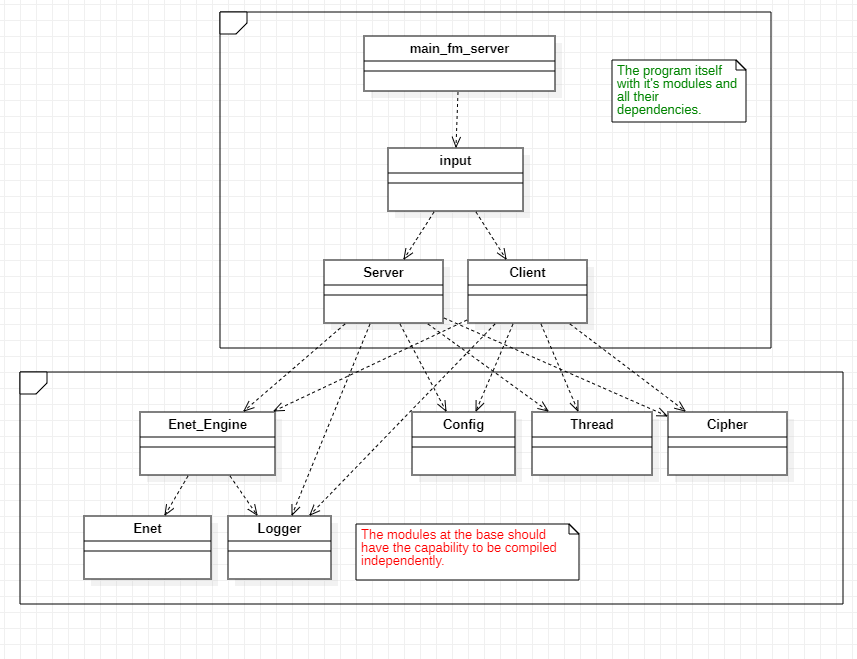 main_fm_server
The program itself
with it's modules and
all their
dependencies.
input
Server
Client
Enet_Engine
Config
Thread
Cipher
Enet
Logger
The modules at the base should
have the capability to be compiled
independently.